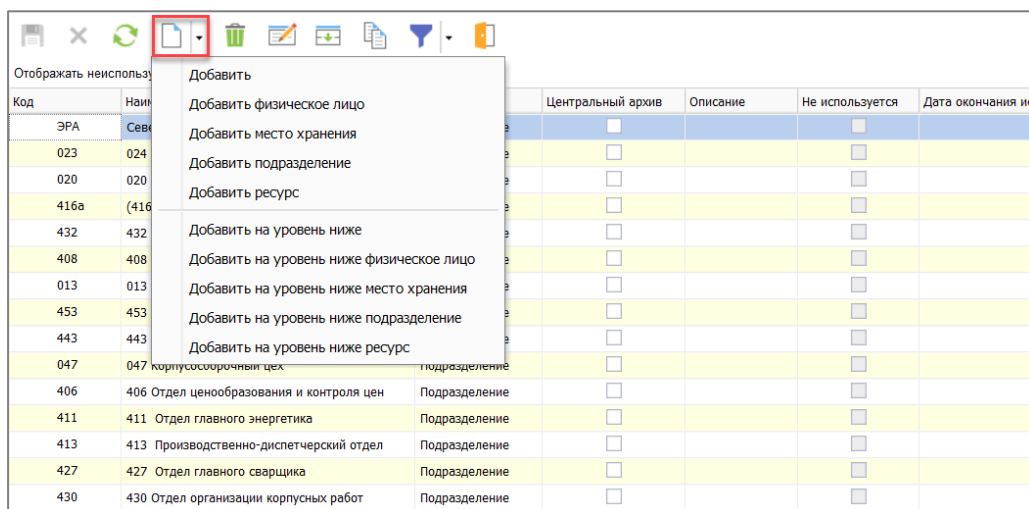 Отображать неиспользу
Добавить
Добавить физическое лицо
Добавить место хранения
Добавить подразделение
Добавить ресурс
Добавить на уровень ниже
Добавить на уровень ниже физическое лицо
Добавить на уровень ниже место хранения
Добавить на уровень ниже подразделение
Добавить на уровень ниже ресурс
Код Наим Центральный архив Описание Не используется Дата окончания ис
ЭРА Севе е
023 024 е
020 020 е
416а (416 е
432 432 е
408 408 е
013 013 е
453 453 е
443 443 е
047 047 Корпусосборочный цех Подразделение
406 406 Отдел ценообразования и контроля цен Подразделение
411 411 Отдел главного энергетика Подразделение
413 413 Производственно-диспетчерский отдел Подразделение
427 427 Отдел главного сварщика Подразделение
430 430 Отдел организации корпусных работ Подразделение